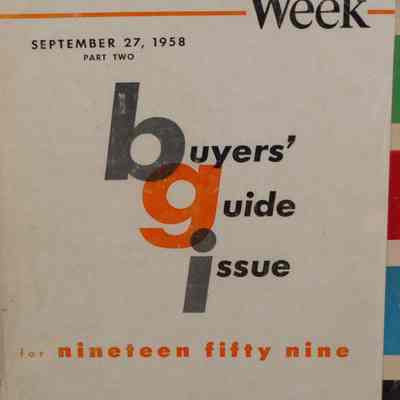 Week
SEPTEMBER 27, 1958
PART TWO
buyers'
guide
issue
for nineteen fifty nine